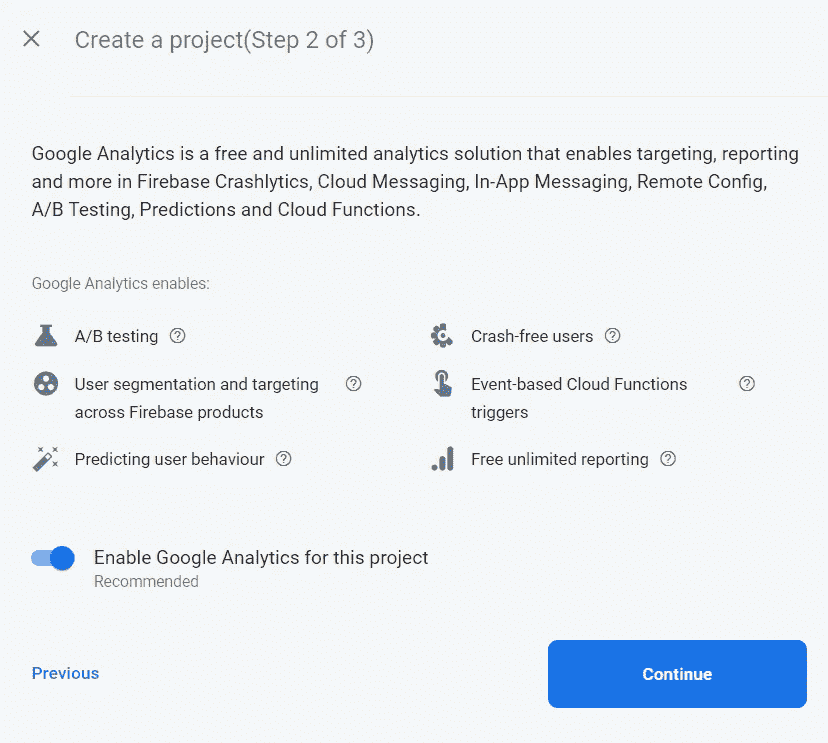 Create a project(Step 2 of 3)
Google Analytics is a free and unlimited analytics solution that enables targeting, reporting
and more in Firebase Crashlytics, Cloud Messaging, In-App Messaging, Remote Config,
A/B Testing, Predictions and Cloud Functions.
Google Analytics enables:
A/B testing
Crash-free users
User segmentation and targeting
across Firebase products
Event-based Cloud Functions
triggers
Predicting user behaviour
Free unlimited reporting
Enable Google Analytics for this project
Recommended
Previous
Continue